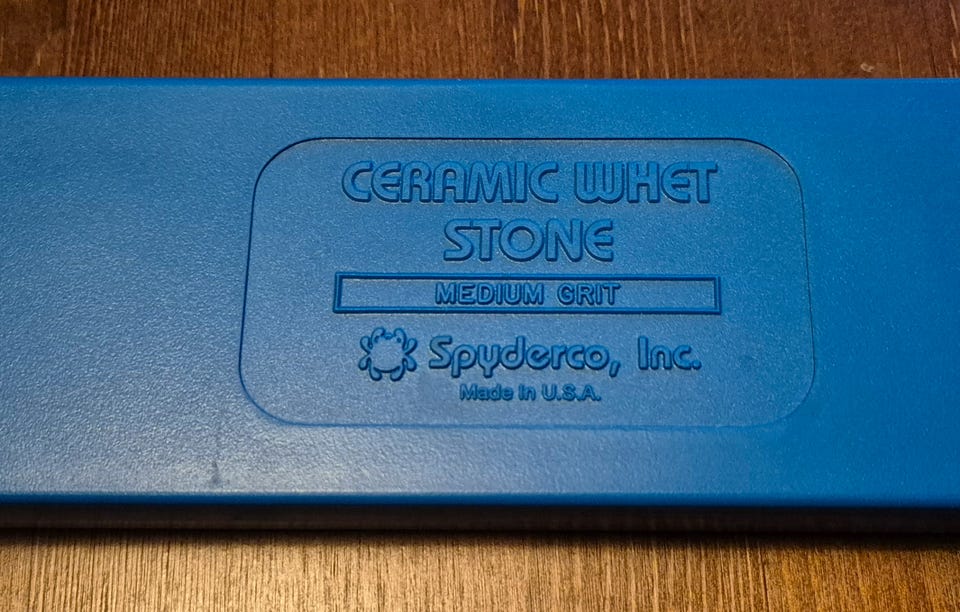 CERAMIC WHET
STONE
MEDIUM GRIT
Spyderco, Inc.
Made in U.S.A.